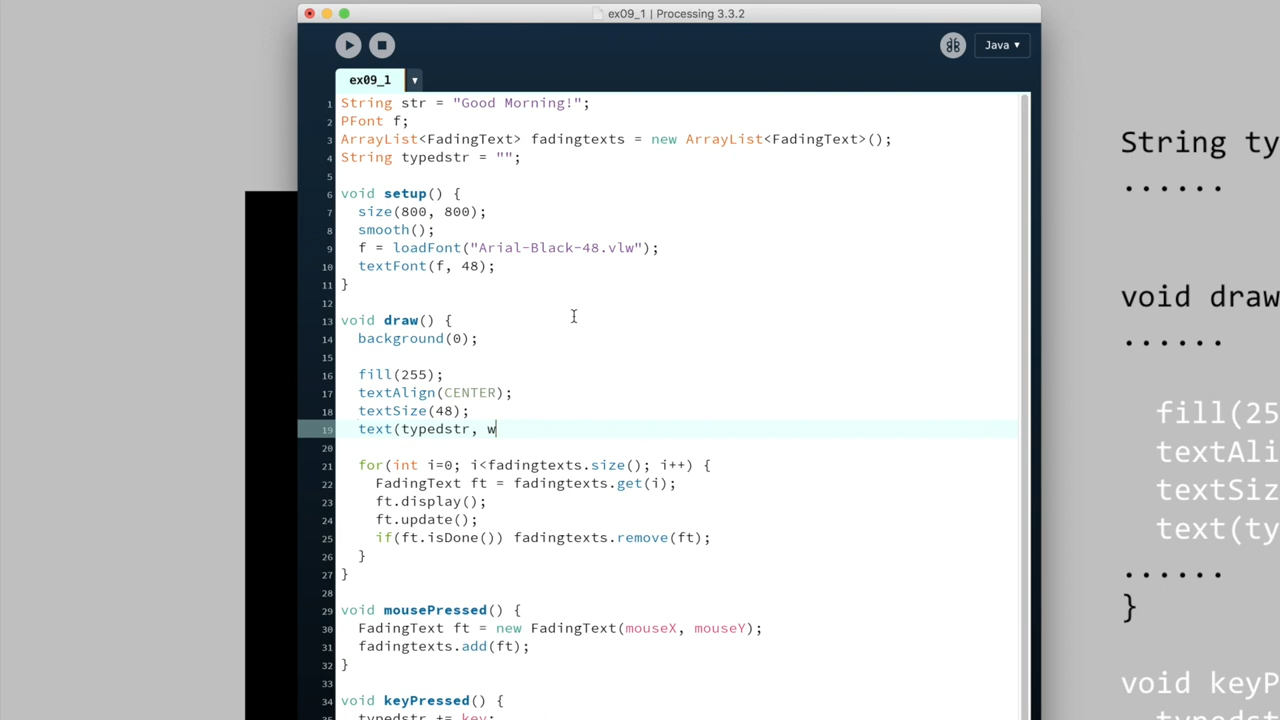 ex09_1 | Processing 3.3.2
Java ▾
ex09_1 ▾
1 String str = "Good Morning!";
2 PFont f;
3 ArrayList<FadingText> fadingtexts = new ArrayList<FadingText>();
4 String typedstr = "";
5
6 void setup() {
7 size(800, 800);
8 smooth();
9 f = loadFont("Arial-Black-48.vlw");
10 textFont(f, 48);
11 }
12
13 void draw() {
14 background(0);
15
16 fill(255);
17 textAlign(CENTER);
18 textSize(48);
19 text(typedstr, w
20
21 for(int i=0; i<fadingtexts.size(); i++) {
22 FadingText ft = fadingtexts.get(i);
23 ft.display();
24 ft.update();
25 if(ft.isDone()) fadingtexts.remove(ft);
26 }
27 }
28
29 void mousePressed() {
30 FadingText ft = new FadingText(mouseX, mouseY);
31 fadingtexts.add(ft);
32 }
33
34 void keyPressed() {
35 typedstr += key;
String ty
......
void draw
......
fill(25
textAli
textSiz
text(ty
......
}
void keyP
typedst